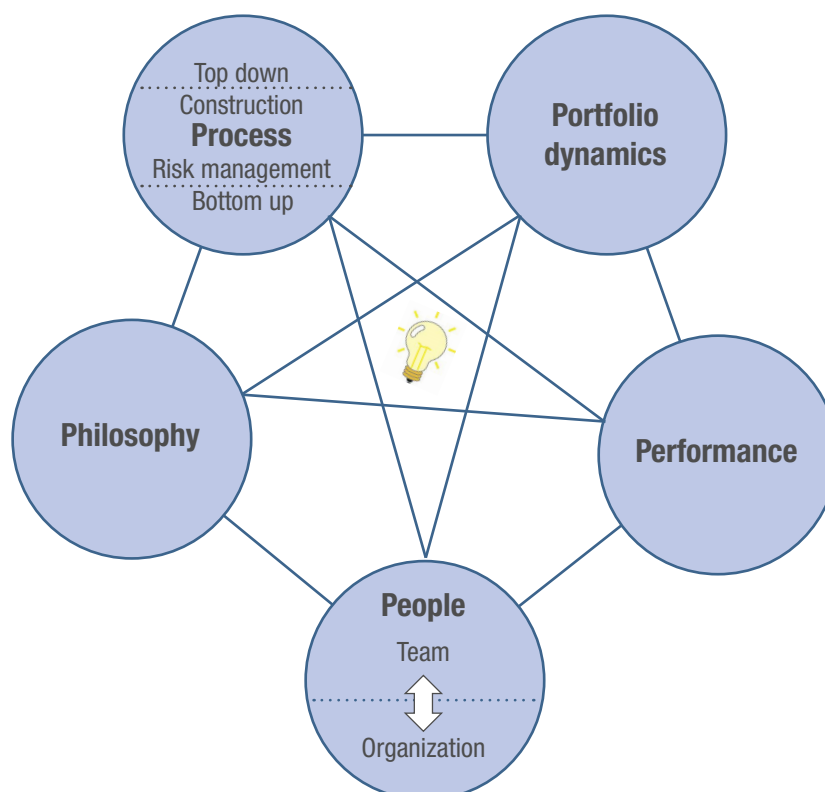 Top down
Construction
Process
Risk management
Bottom up
Portfolio
dynamics
Philosophy
Performance
People
Team
Organization